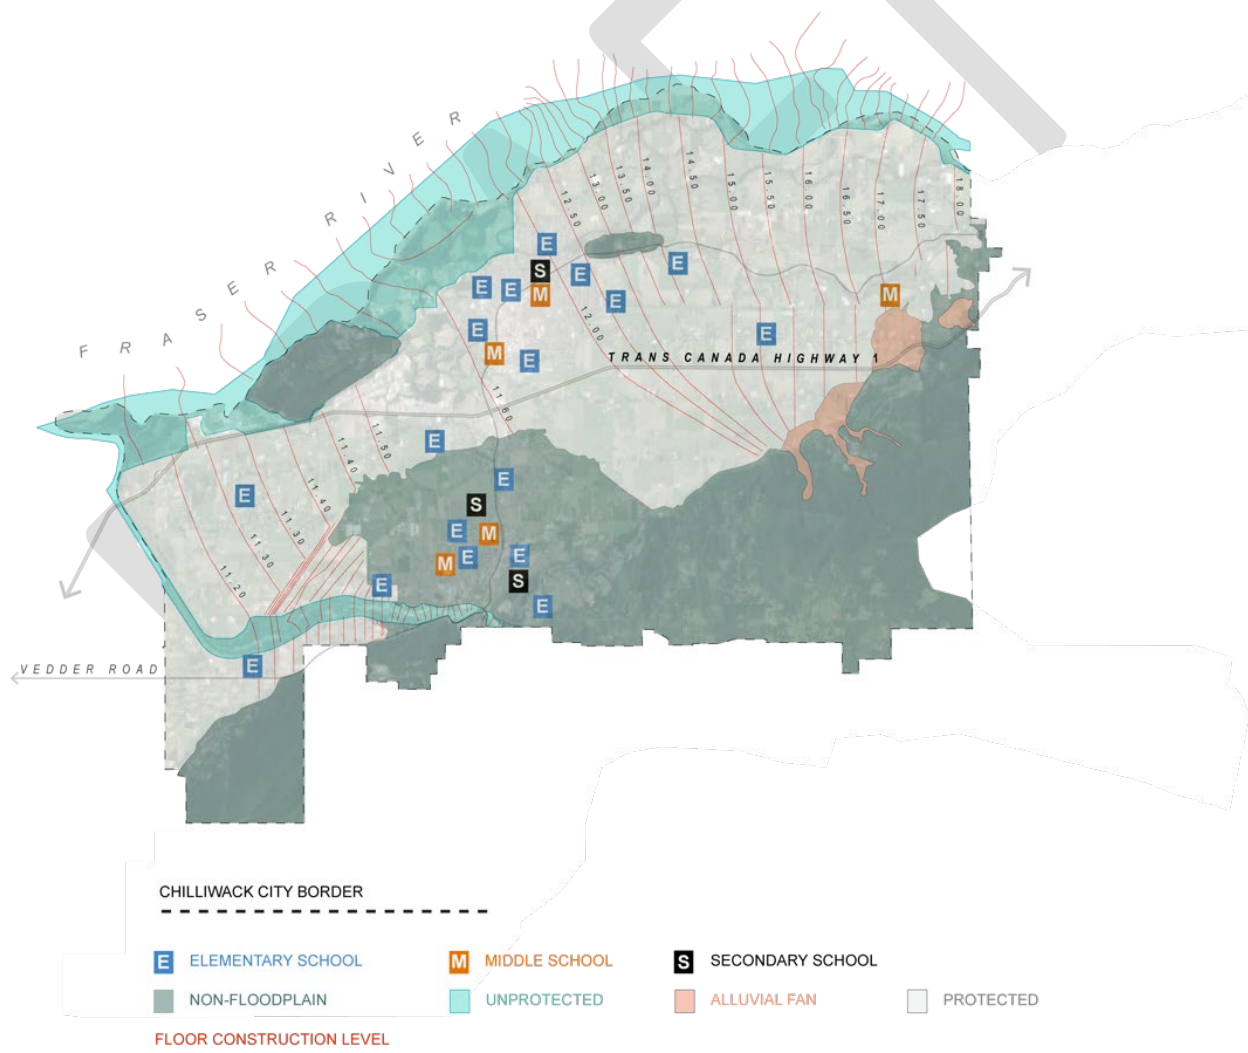 FRASER RIVER
12.50
13.00
13.50
14.00
14.50
15.00
15.50
16.00
16.50
17.00
17.50
18.00
E
S
E
E
E
E
M
E
M
E
12.00
E
M
E
TRANS CANADA HIGHWAY 1
11.60
11.50
11.40
E
E
E
11.40
S
11.30
E
M
11.30
E
E
M
11.20
E
S
E
E
VEDDER ROAD
CHILLIWACK CITY BORDER
E ELEMENTARY SCHOOL
M MIDDLE SCHOOL
S SECONDARY SCHOOL
NON-FLOODPLAIN
UNPROTECTED
ALLUVIAL FAN
PROTECTED
FLOOR CONSTRUCTION LEVEL